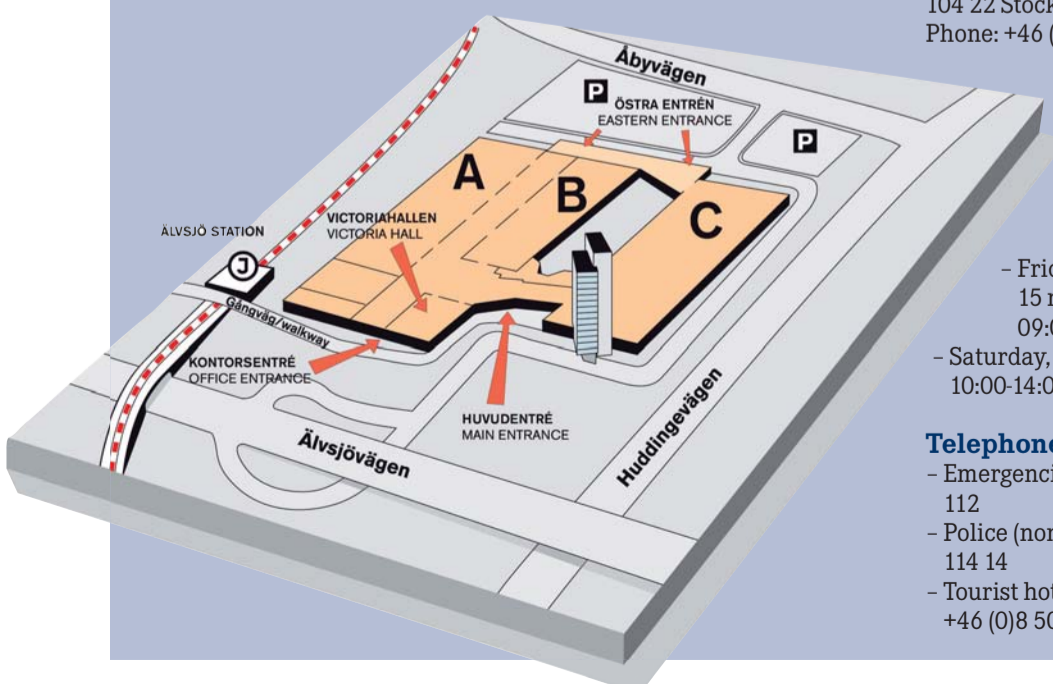 104 22 Stock
Phone: +46 (
Åbyvägen
P
ÖSTRA ENTRÉN
EASTERN ENTRANCE
P
A
B
C
VICTORIAHALLEN
VICTORIA HALL
ÄLVSJÖ STATION
J
Gångväg/walkway
KONTORSENTRÉ
OFFICE ENTRANCE
HUVUDENTRÉ
MAIN ENTRANCE
Älvsjövägen
Huddingevägen
– Frid
15 m
09:0
– Saturday,
10:00-14:0
Telephone
– Emergenci
112
– Police (non
114 14
– Tourist hot
+46 (0)8 50